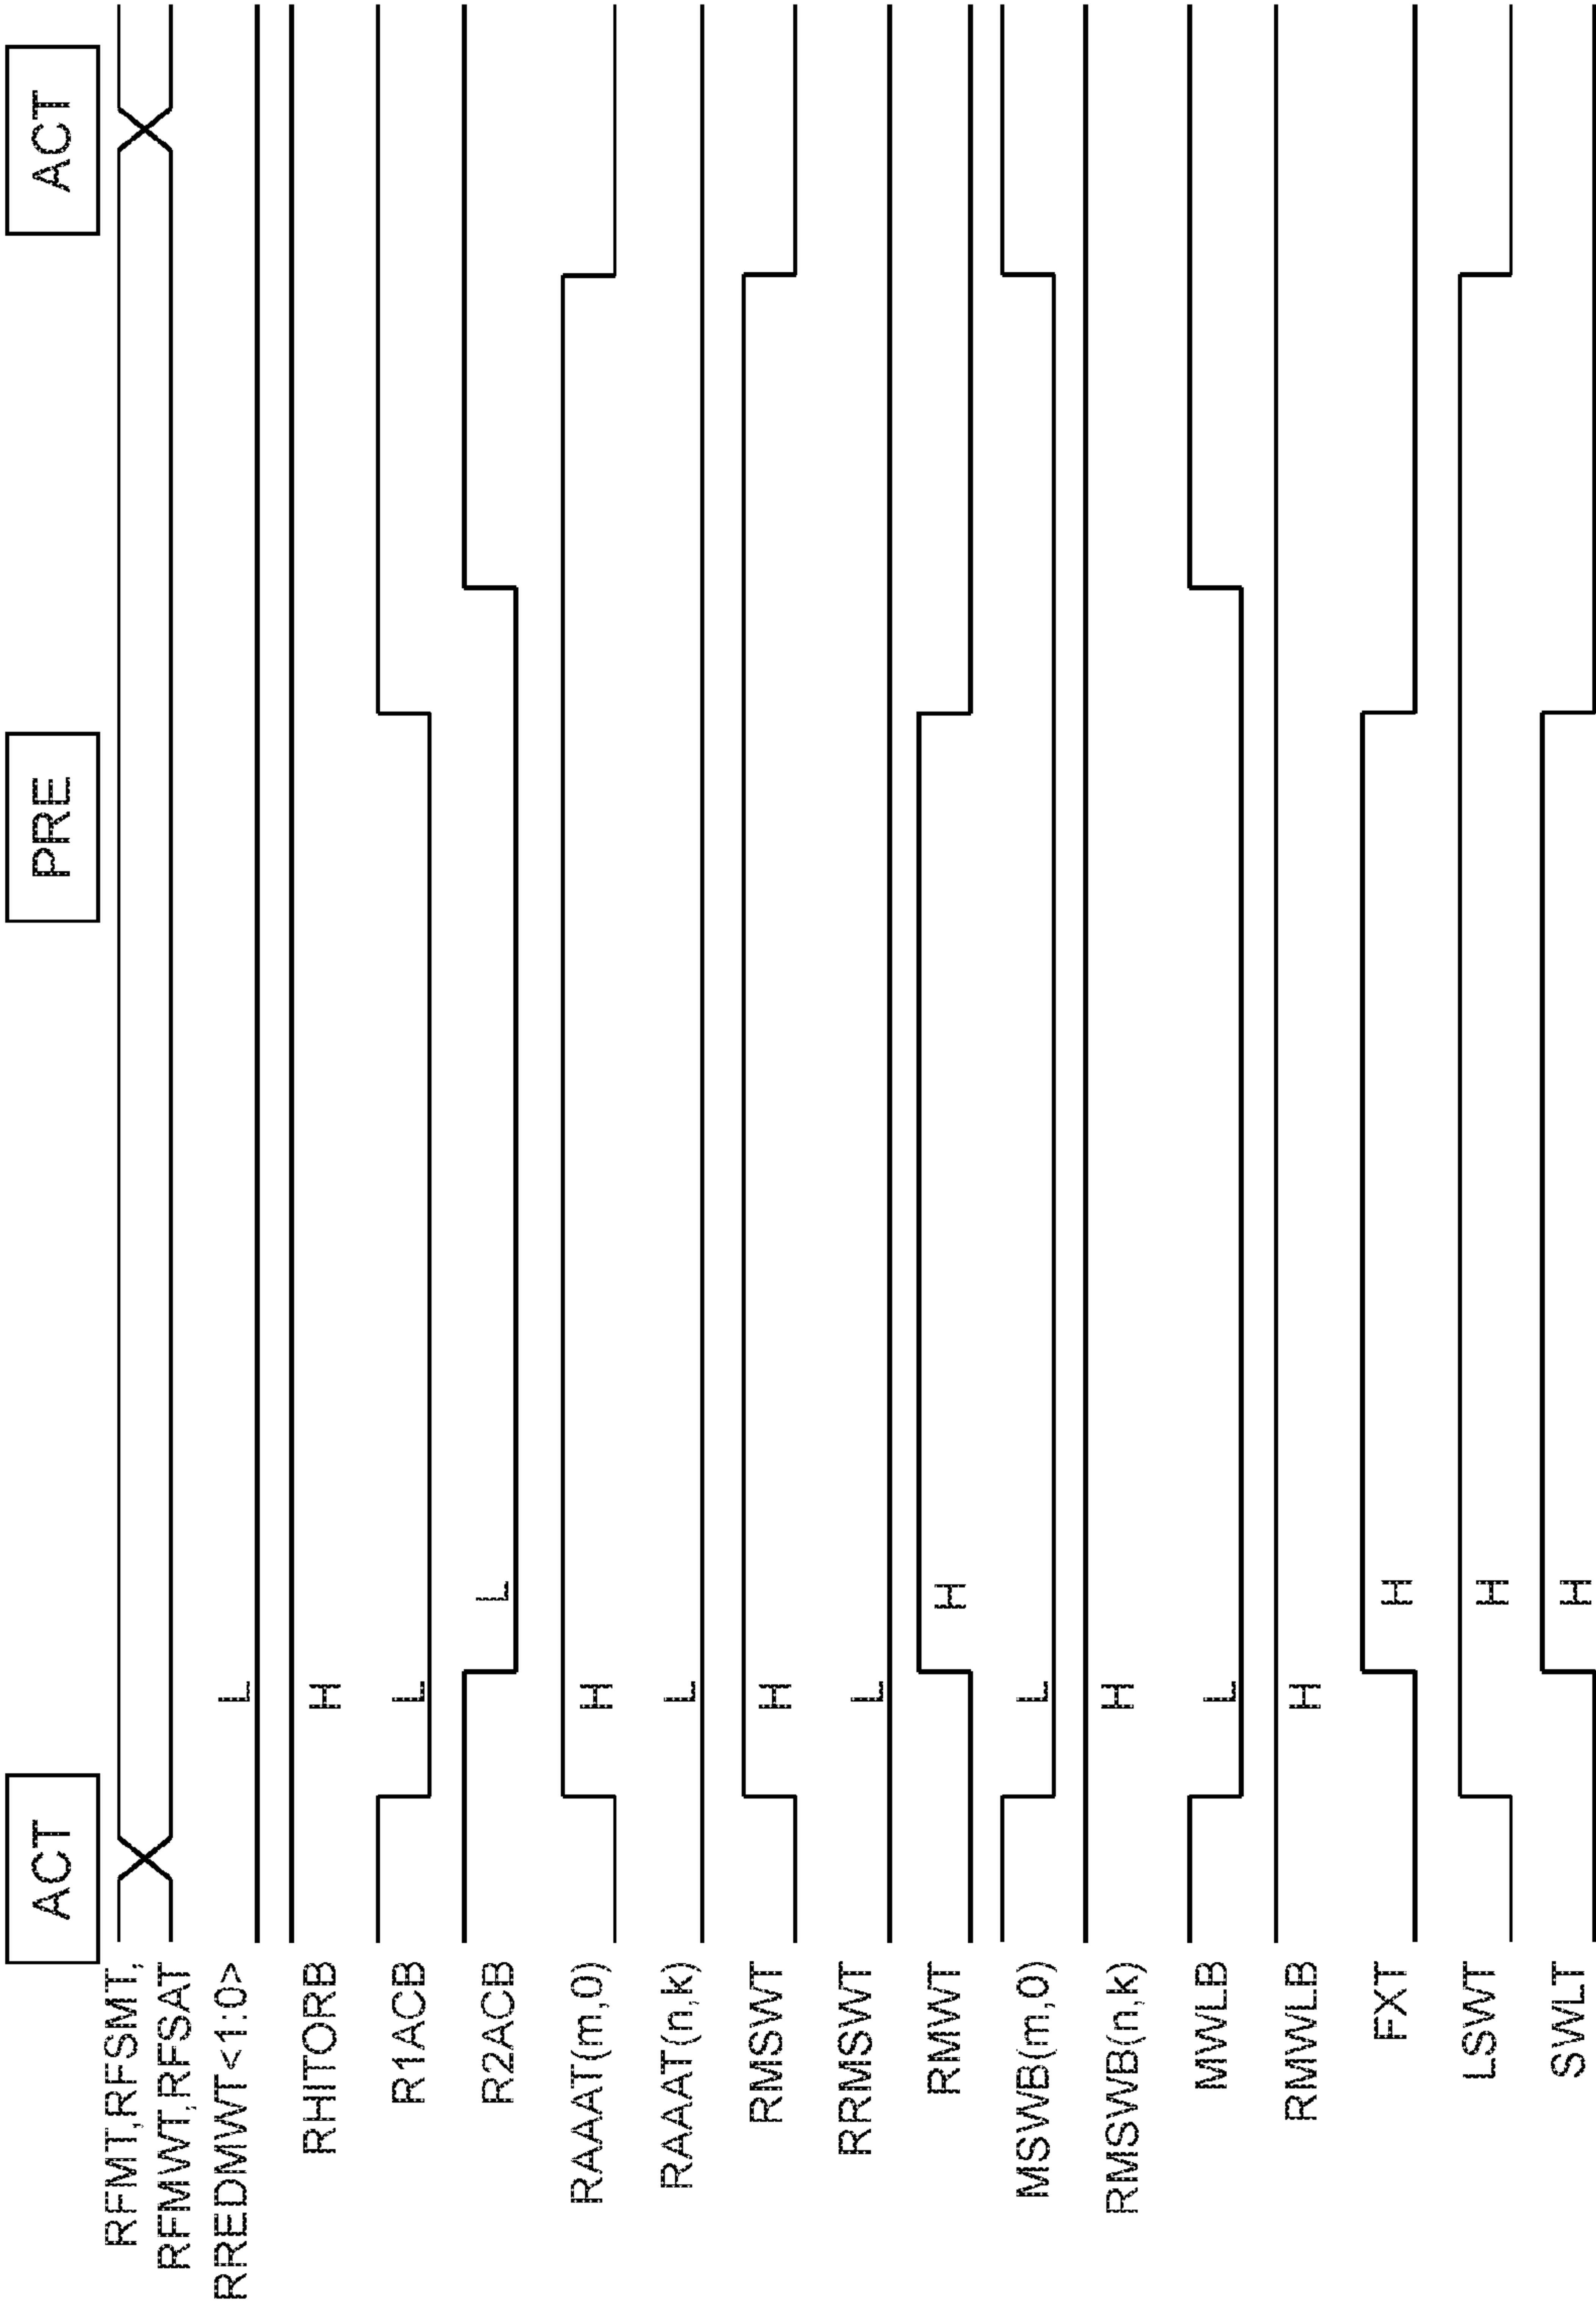 ACT
PRE
ACT
RFMT,RFSMT,
RFMWT,RFSAT
RREDMWT<1:0>
L
RHITORB
H
R1ACB
L
R2ACB
L
RAAAT(m,0)
H
RAAAT(n,k)
L
RMSWT
H
RRMSWT
L
RMWT
H
MSWB(m,0)
L
RMSWB(n,k)
H
MWLB
L
RMWLB
H
FXT
H
LSWT
H
SWLT
H